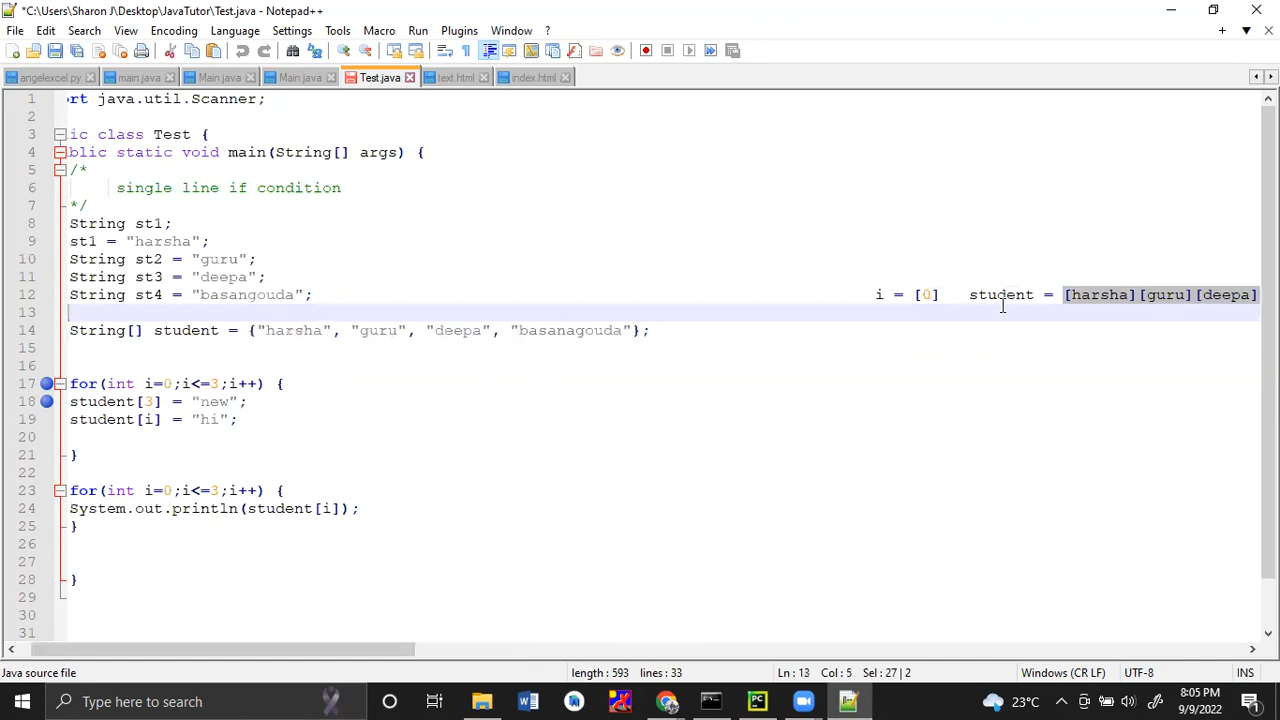 *C:\Users\Sharon J\Desktop\JavaTutor\Test.java - Notepad++
File Edit Search View Encoding Language Settings Tools Macro Run Plugins Window ?
angelexcel.py main.java Main.java Main.java Test.java text.html index.html
1 rt java.util.Scanner;
2
3 ic class Test {
4 blic static void main(String[] args) {
5 /*
6 single line if condition
7 */
8 String st1;
9 st1 = "harsha";
10 String st2 = "guru";
11 String st3 = "deepa";
12 String st4 = "basangouda"; i = [0] student = [harsha][guru][deepa]
13
14 String[] student = {"harsha", "guru", "deepa", "basanagouda"};
15
16
17 for(int i=0;i<=3;i++) {
18 student[3] = "new";
19 student[i] = "hi";
20
21 }
22
23 for(int i=0;i<=3;i++) {
24 System.out.println(student[i]);
25 }
26
27
28 }
29
30
31
Java source file length : 593 lines : 33 Ln : 13 Col : 5 Sel : 27 | 2 Windows (CR LF) UTF-8 INS
Type here to search 23°C 8:05 PM
9/9/2022